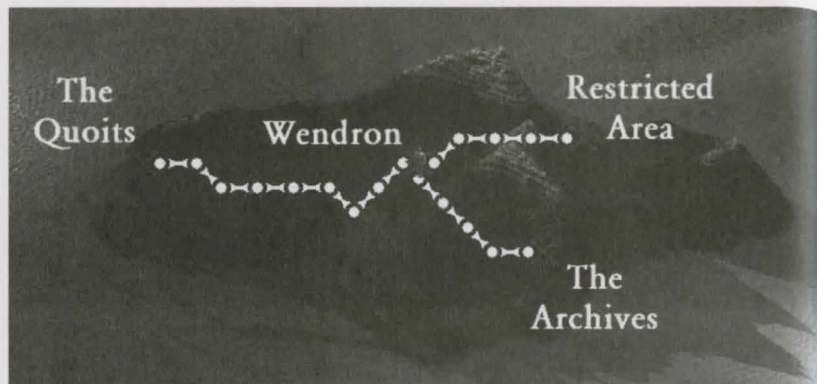 The
Quoits
Wendron
Restricted
Area
The
Archives